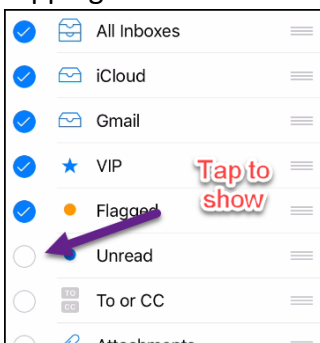 All Inboxes
iCloud
Gmail
VIP
Tap to
show
Flagged
Unread
TO
CC
To or CC